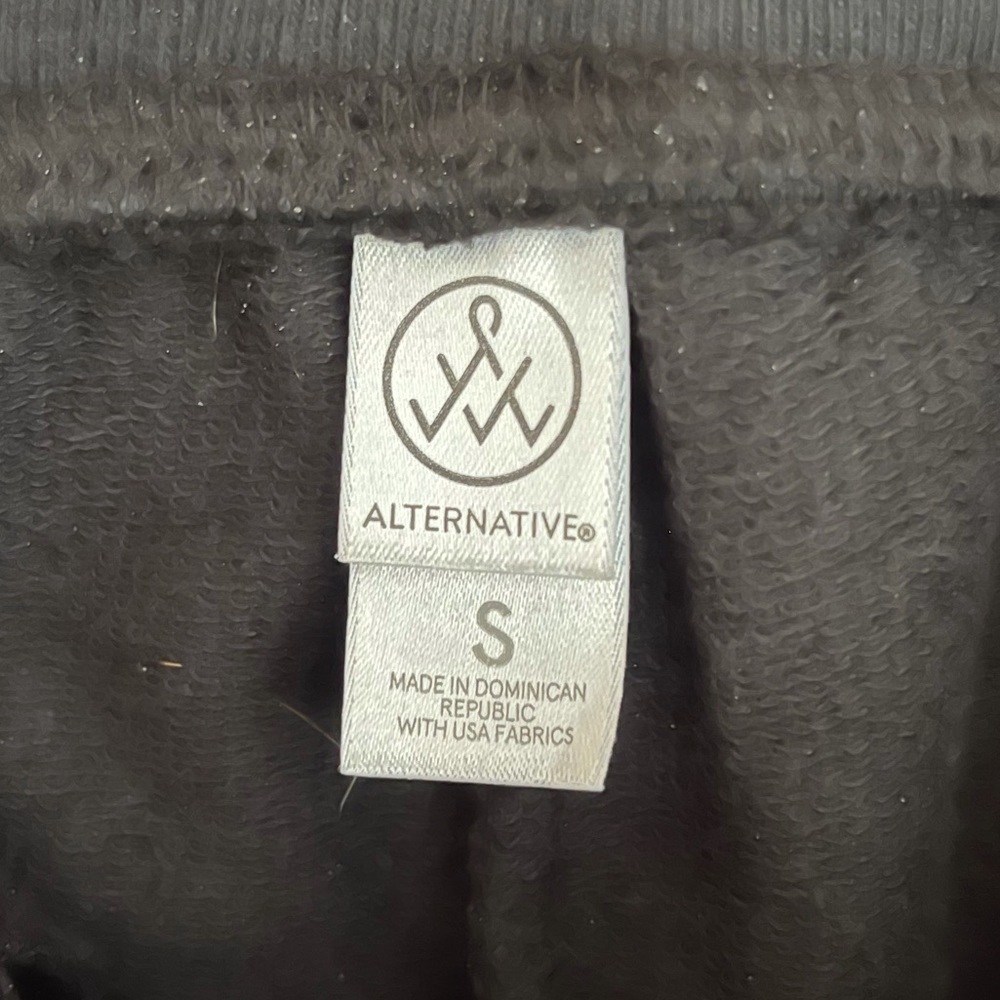 ALTERNATIVE®
S
MADE IN DOMINICAN
REPUBLIC
WITH USA FABRICS